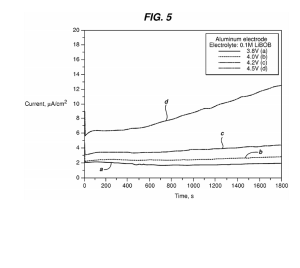 FIG. 5
Aluminum electrode
Electrolyte: 0.1M LiBOB
3.8V (a)
4.0V (b)
4.2V (c)
4.5V (d)
Current, µA/cm²
20
18
16
14
12
10
8
6
4
2
0
d
c
b
a
0 200 400 600 800 1000 1200 1400 1600 1800
Time, s